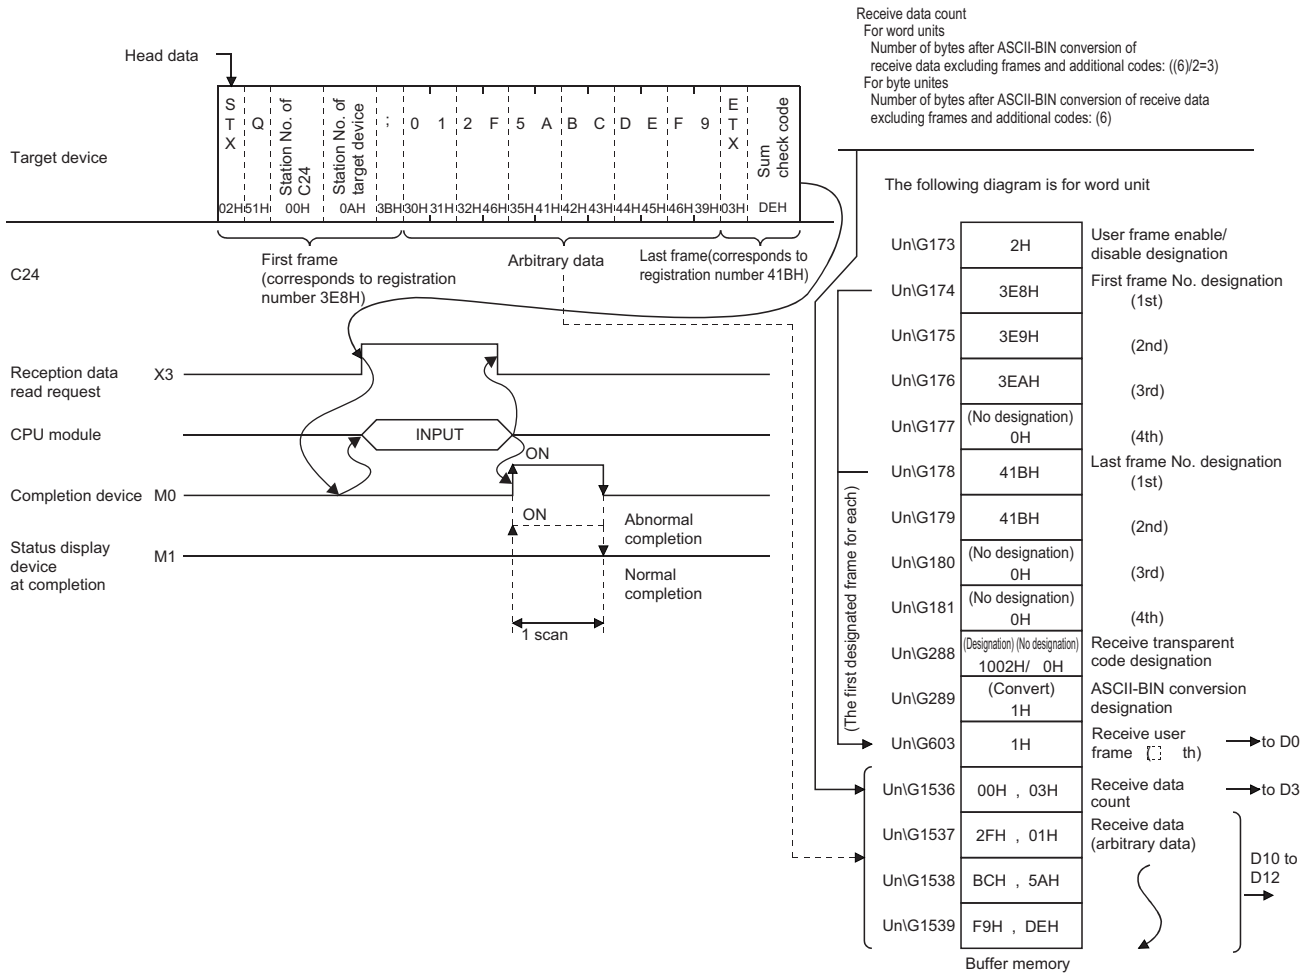 Receive data count
For word units
Number of bytes after ASCII-BIN conversion of
receive data excluding frames and additional codes: ((6)/2=3)
For byte unites
Number of bytes after ASCII-BIN conversion of receive data
excluding frames and additional codes: (6)
Head data
Target device
STX Q Station No. of C24 Station No. of target device ; 0 1 2 F 5 A B C D E F 9 ETX Sum check code
02H 51H 00H 0AH 3BH 30H 31H 32H 46H 35H 41H 42H 43H 44H 45H 46H 39H 03H DEH
C24
First frame
(corresponds to registration
number 3E8H)
Arbitrary data
Last frame(corresponds to
registration number 41BH)
Reception data
read request
X3
CPU module
INPUT
ON
Completion device M0
ON
Abnormal
completion
Status display
device
at completion
M1
Normal
completion
1 scan
The following diagram is for word unit
Un\G173 2H User frame enable/
disable designation
Un\G174 3E8H First frame No. designation
(1st)
Un\G175 3E9H (2nd)
Un\G176 3EAH (3rd)
Un\G177 (No designation)
0H (4th)
Un\G178 41BH Last frame No. designation
(1st)
Un\G179 41BH (2nd)
Un\G180 (No designation)
0H (3rd)
Un\G181 (No designation)
0H (4th)
Un\G288 (Designation) (No designation)
1002H/ 0H
Receive transparent
code designation
Un\G289 (Convert)
1H
ASCII-BIN conversion
designation
(The first designated frame for each)
Un\G603 1H Receive user
frame ( th)
to D0
Un\G1536 00H , 03H Receive data
count
to D3
Un\G1537 2FH , 01H Receive data
(arbitrary data)
Un\G1538 BCH , 5AH
D10 to
D12
Un\G1539 F9H , DEH
Buffer memory